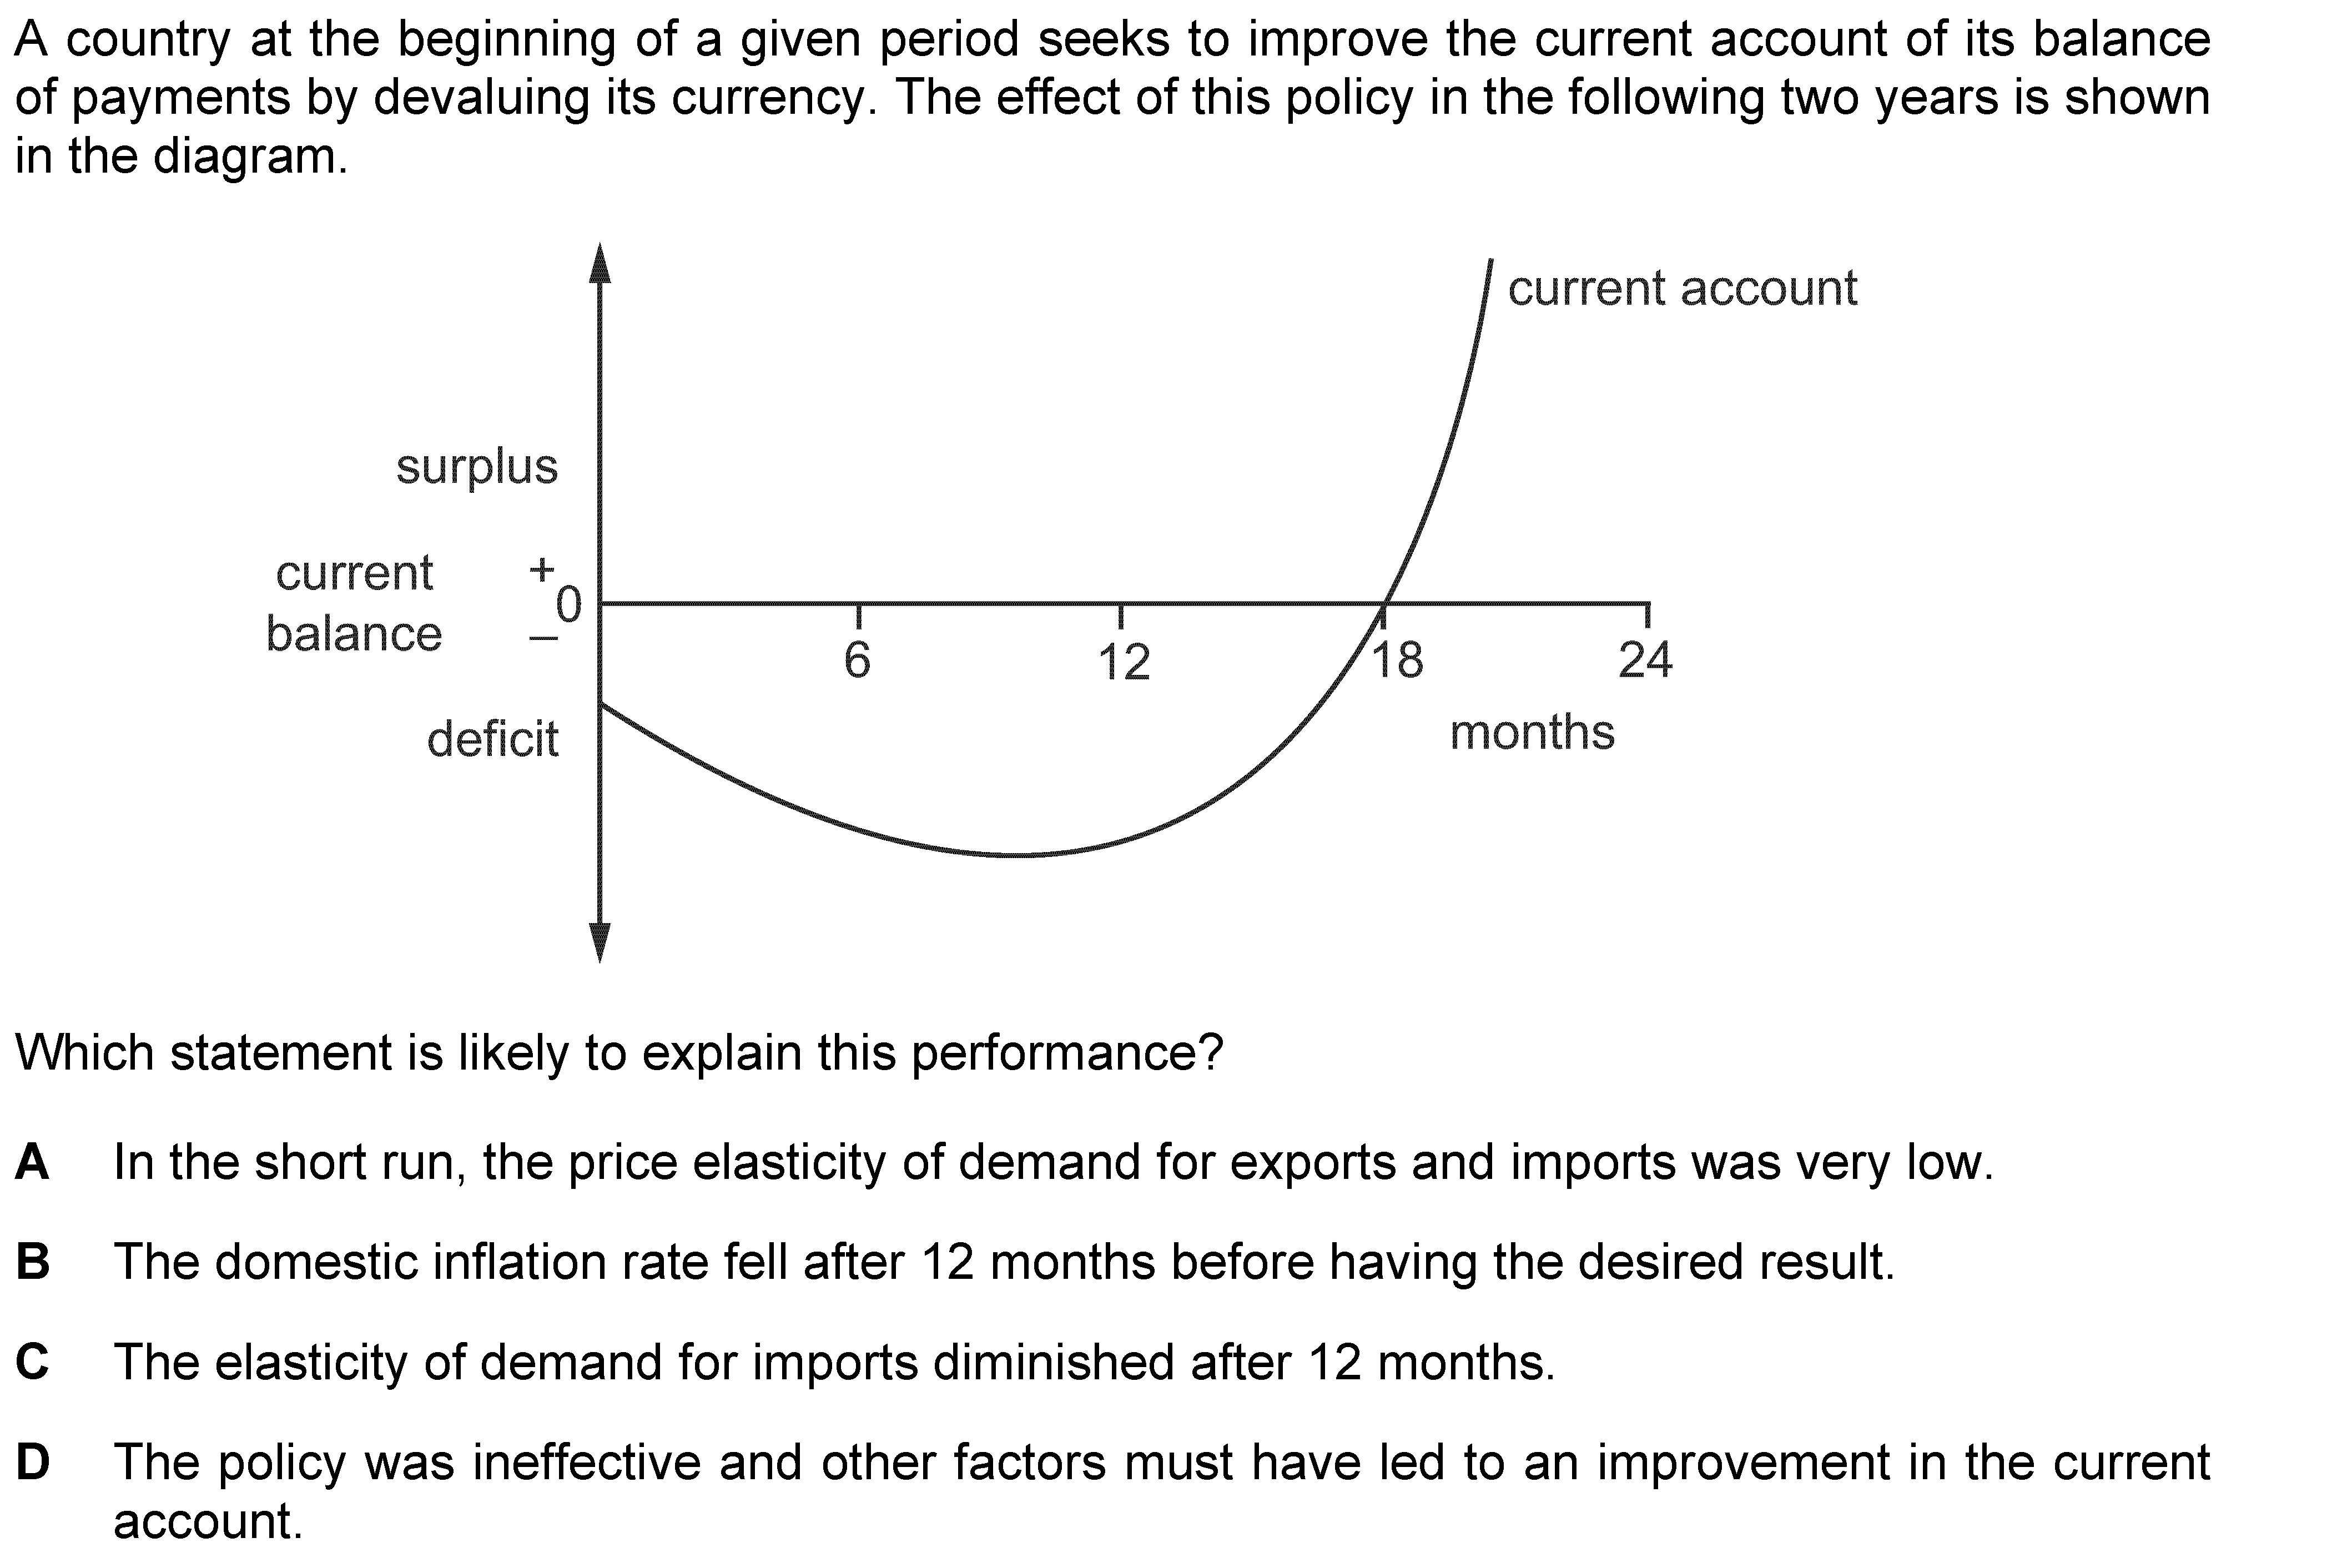 A country at the beginning of a given period seeks to improve the current account of its balance
of payments by devaluing its currency. The effect of this policy in the following two years is shown
in the diagram.
current account
surplus
current +
0
balance –
6 12 18 24
deficit
months
Which statement is likely to explain this performance?
A In the short run, the price elasticity of demand for exports and imports was very low.
B The domestic inflation rate fell after 12 months before having the desired result.
C The elasticity of demand for imports diminished after 12 months.
D The policy was ineffective and other factors must have led to an improvement in the current
account.